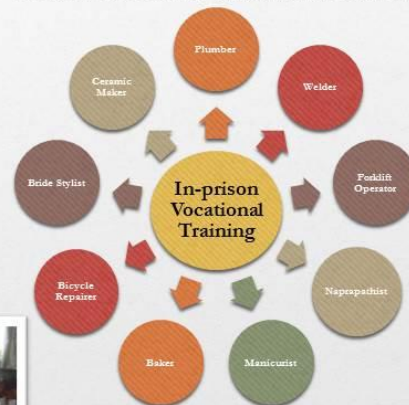 Plumber
Welder
Forklift
Operator
Naprapathist
Manicurist
Baker
Bicycle
Repairer
Bride Stylist
Ceramic
Maker
In-prison
Vocational
Training